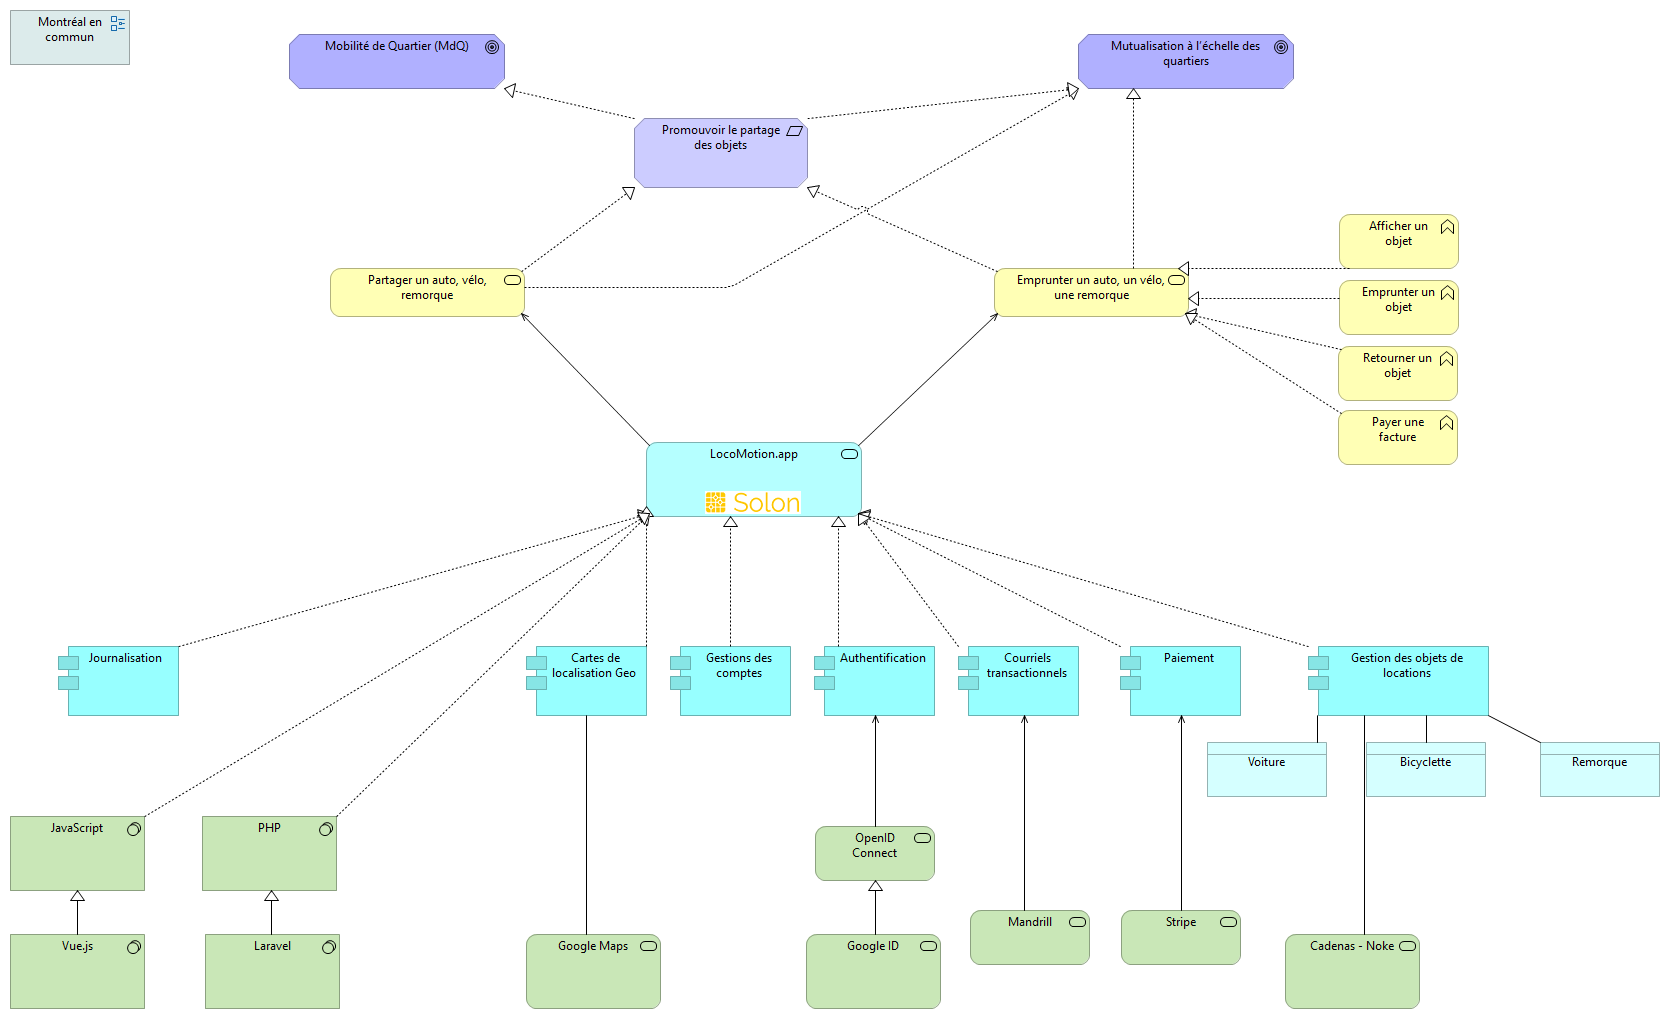 Montréal en
commun
Mobilité de Quartier (MdQ)
Mutualisation à l'échelle des
quartiers
Promouvoir le partage
des objets
Afficher un
objet
Partager un auto, vélo,
remorque
Emprunter un auto, un vélo,
une remorque
Emprunter un
objet
Retourner un
objet
Payer une
facture
LocoMotion.app
Solon
Journalisation
Cartes de
localisation Geo
Gestions des
comptes
Authentification
Courriels
transactionnels
Paiement
Gestion des objets de
locations
Voiture
Bicyclette
Remorque
JavaScript
PHP
OpenID
Connect
Mandrill
Stripe
Vue.js
Laravel
Google Maps
Google ID
Cadenas - Noke